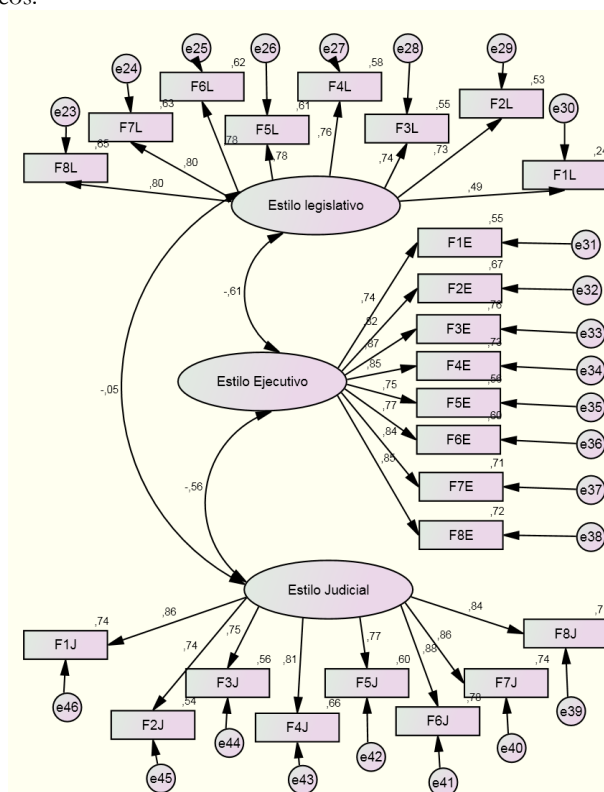 cos.
e25 e26 e27 e28 e29
e24 ,62 ,58 ,53
e23 F6L F4L F2L e30
,63 ,61 ,55
F7L F5L F3L
,65 ,78 ,76 ,73 ,24
F8L ,80 ,78 ,74 F1L
,80 ,49
Estilo legislativo
,55
F1E e31
,67
-,61 ,74 F2E e32
,82 ,76
,87 F3E e33
,73
,85 F4E e34
-,05 Estilo Ejecutivo ,75 ,56
F5E e35
,77 ,60
F6E e36
,84 ,71
-,56 ,85 F7E e37
,72
F8E e38
Estilo Judicial
,74 ,86 ,84
F1J ,74 ,75 ,81 ,77 ,88 ,86 F8J
,56 ,60 ,74
F3J F5J F7J
e46 ,54 ,66 ,78 e39
F2J F4J F6J
e44 e42 e40
e45 e43 e41